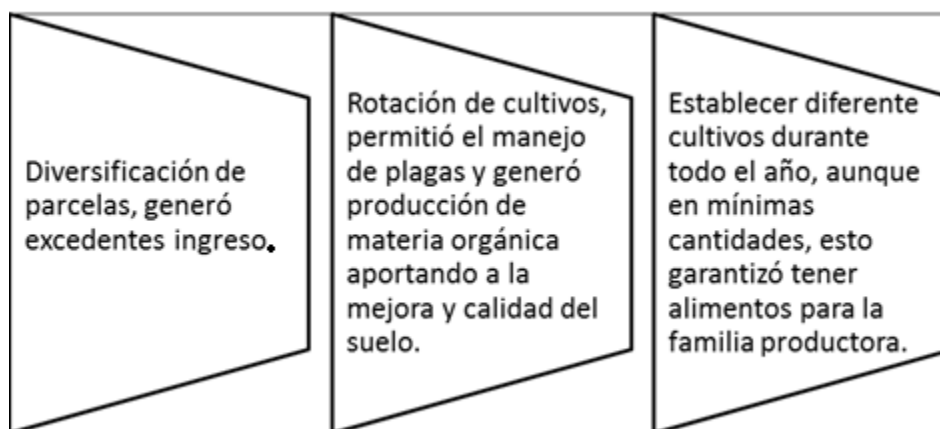 Diversificación de
parcelas, generó
excedentes ingreso.
Rotación de cultivos,
permitió el manejo
de plagas y generó
producción de
materia orgánica
aportando a la
mejora y calidad del
suelo.
Establecer diferente
cultivos durante
todo el año, aunque
en mínimas
cantidades, esto
garantizó tener
alimentos para la
familia productora.